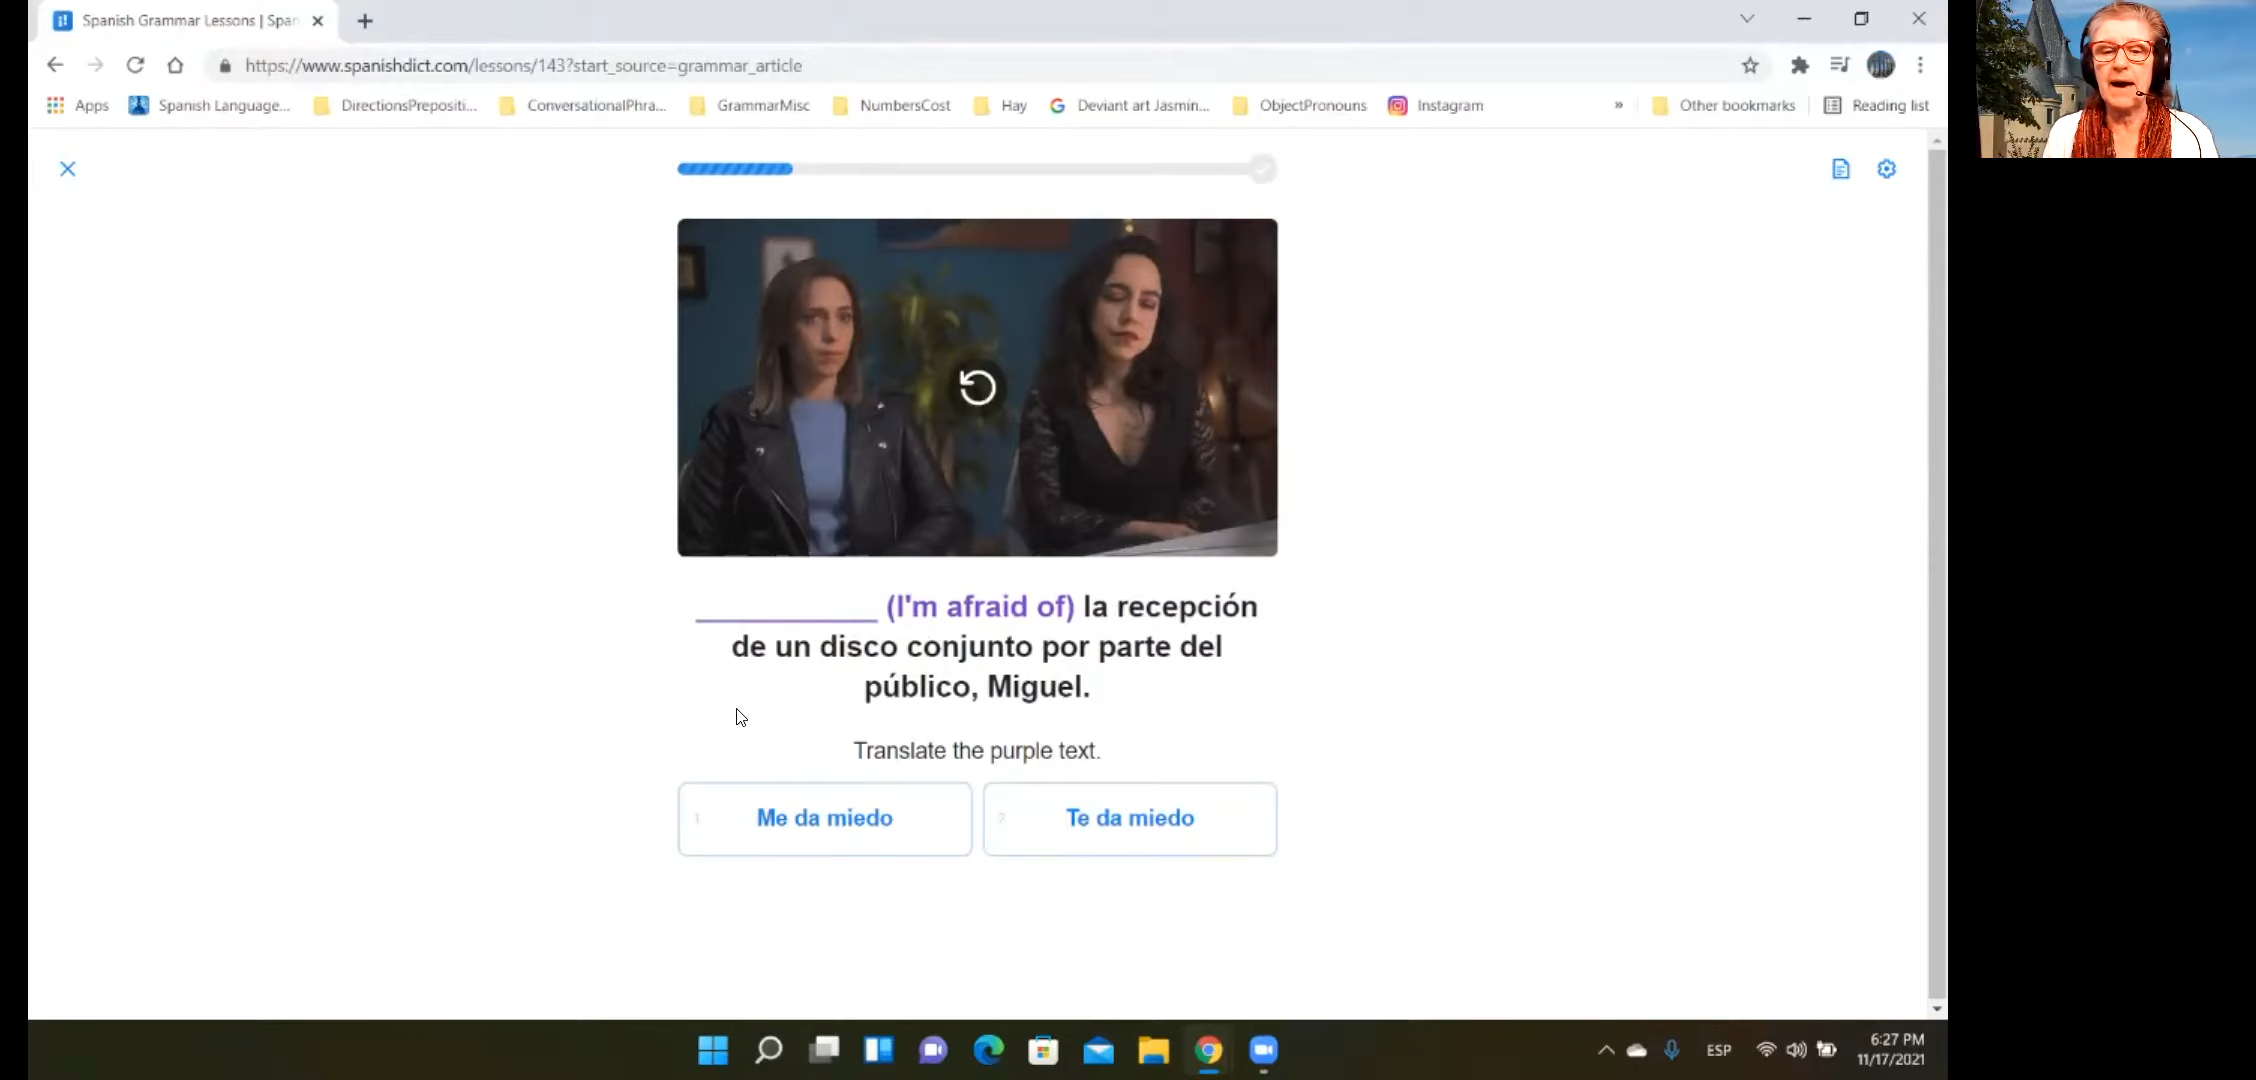 Spanish Grammar Lessons | Span
https://www.spanishdict.com/lessons/143?start_source=grammar_article
Apps Spanish Language... DirectionsPrepositi... ConversationalPhra... GrammarMisc NumbersCost Hay Deviant art Jasmin... ObjectPronouns Instagram » Other bookmarks Reading list
__________ (I'm afraid of) la recepción
de un disco conjunto por parte del
público, Miguel.
Translate the purple text.
1 Me da miedo
2 Te da miedo
ESP
6:27 PM
11/17/2021